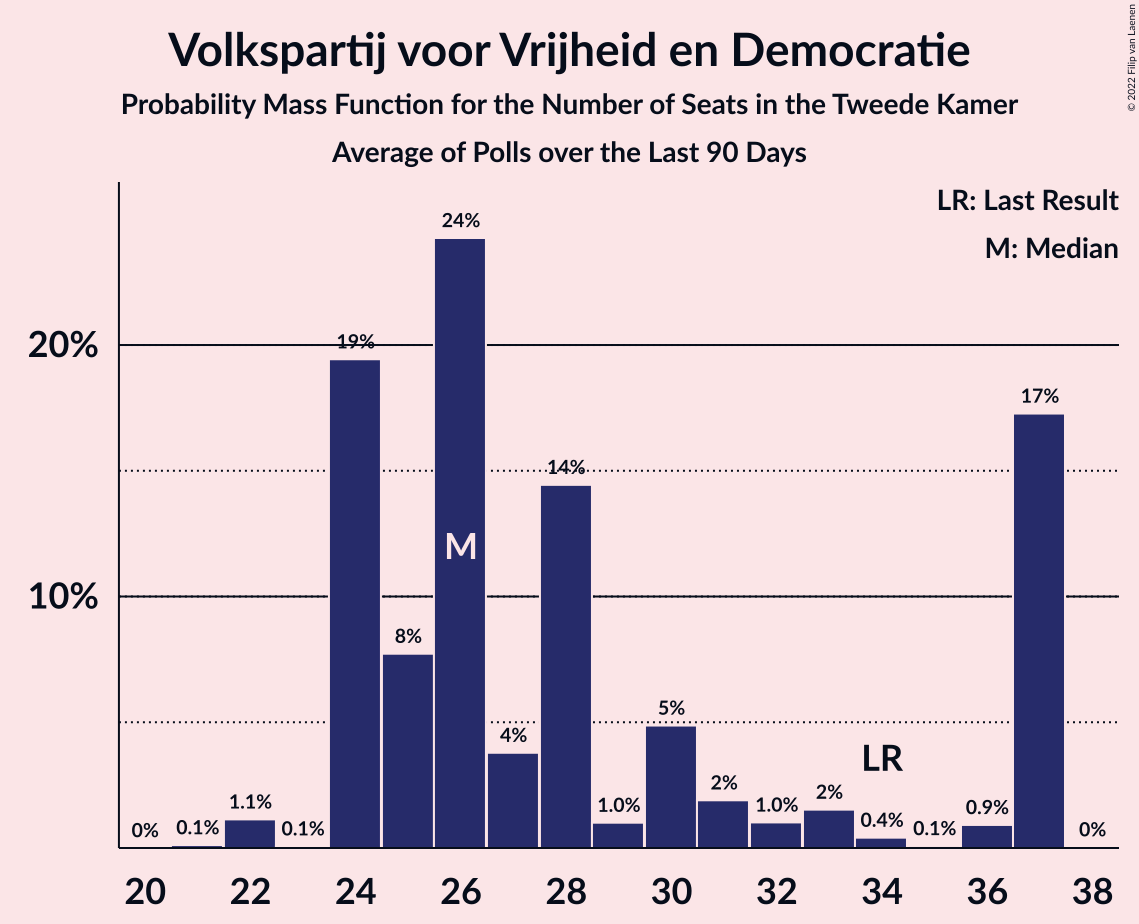 Volkspartij voor Vrijheid en Democratie
Probability Mass Function for the Number of Seats in the Tweede Kamer
Average of Polls over the Last 90 Days
© 2022 Filip van Laenen
LR: Last Result
M: Median
20%
10%
0%
0.1%
1.1%
0.1%
19%
8%
24%
4%
14%
1.0%
5%
2%
1.0%
2%
0.4%
0.1%
0.9%
17%
0%
M
LR
20 22 24 26 28 30 32 34 36 38